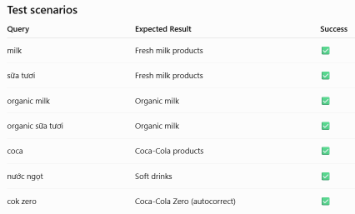 Test scenarios
Query Expected Result Success
milk Fresh milk products ✅
sữa tươi Fresh milk products ✅
organic milk Organic milk ✅
organic sữa tươi Organic milk ✅
coca Coca-Cola products ✅
nước ngọt Soft drinks ✅
cok zero Coca-Cola Zero (autocorrect) ✅